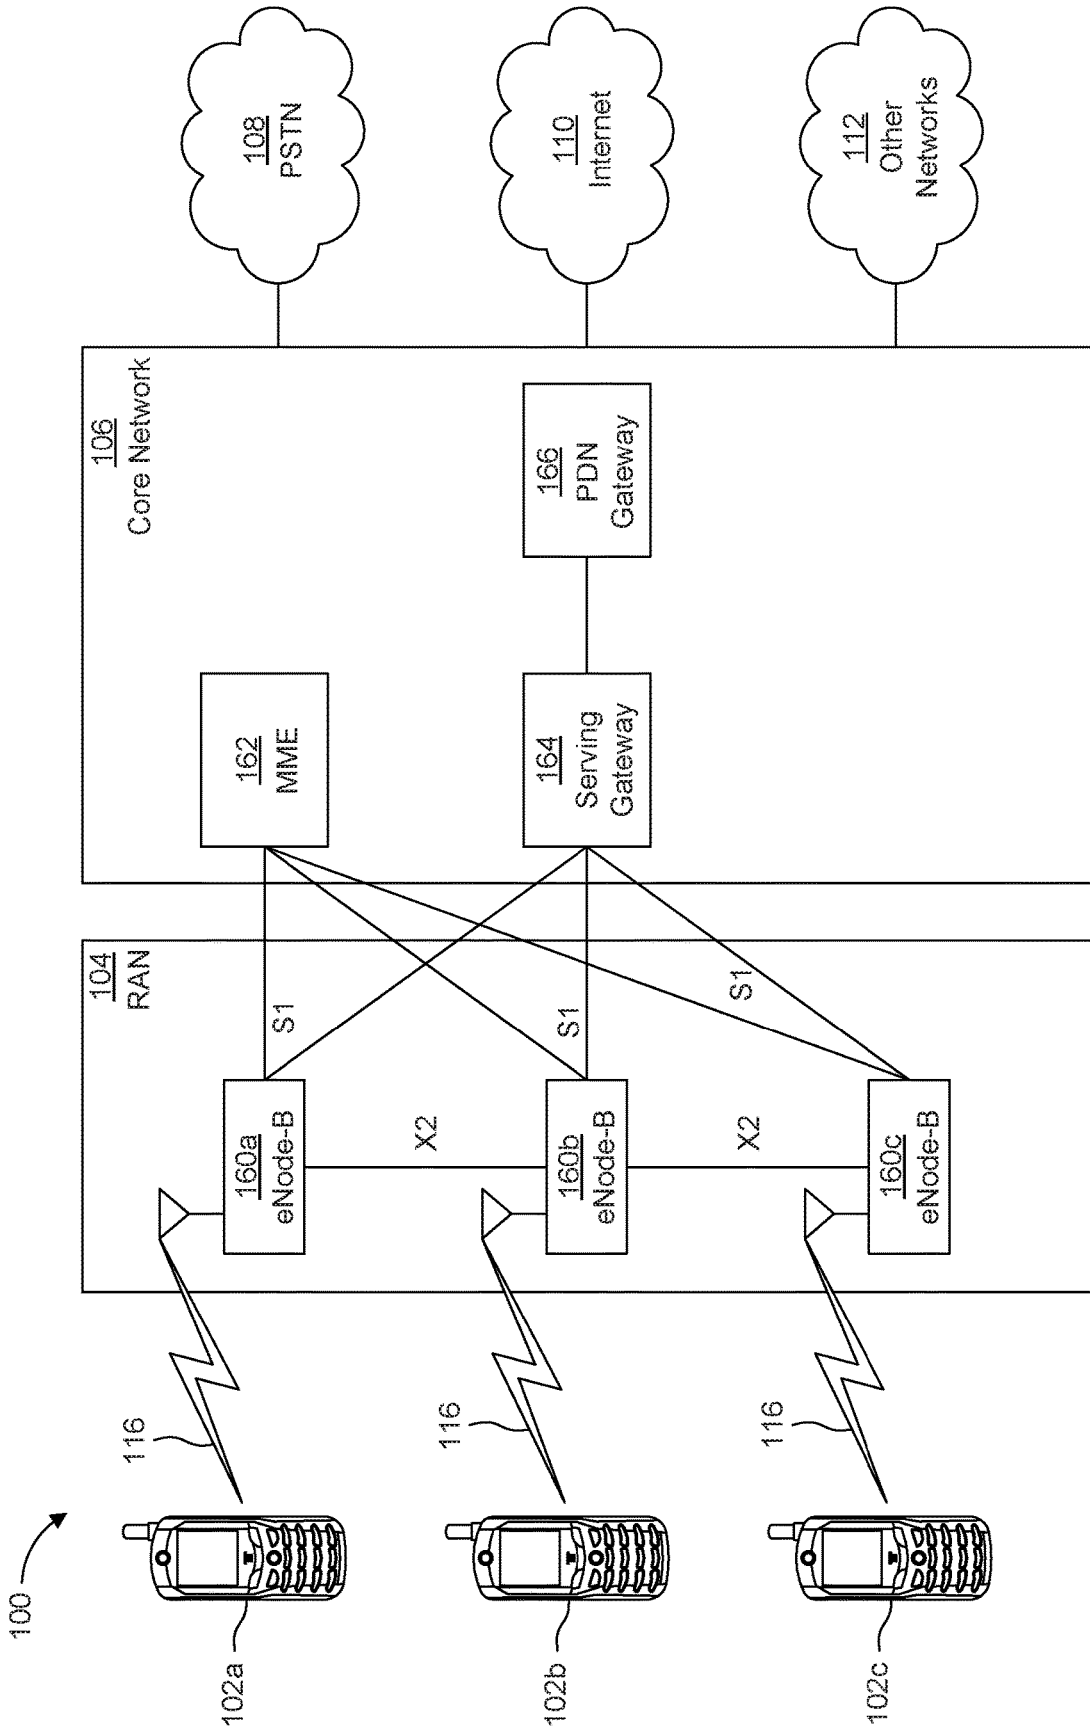 100
102a
116
160a
eNode-B
S1
104
RAN
162
MME
106
Core Network
108
PSTN
X2
102b
116
160b
eNode-B
S1
164
Serving
Gateway
166
PDN
Gateway
110
Internet
X2
102c
116
160c
eNode-B
S1
112
Other
Networks